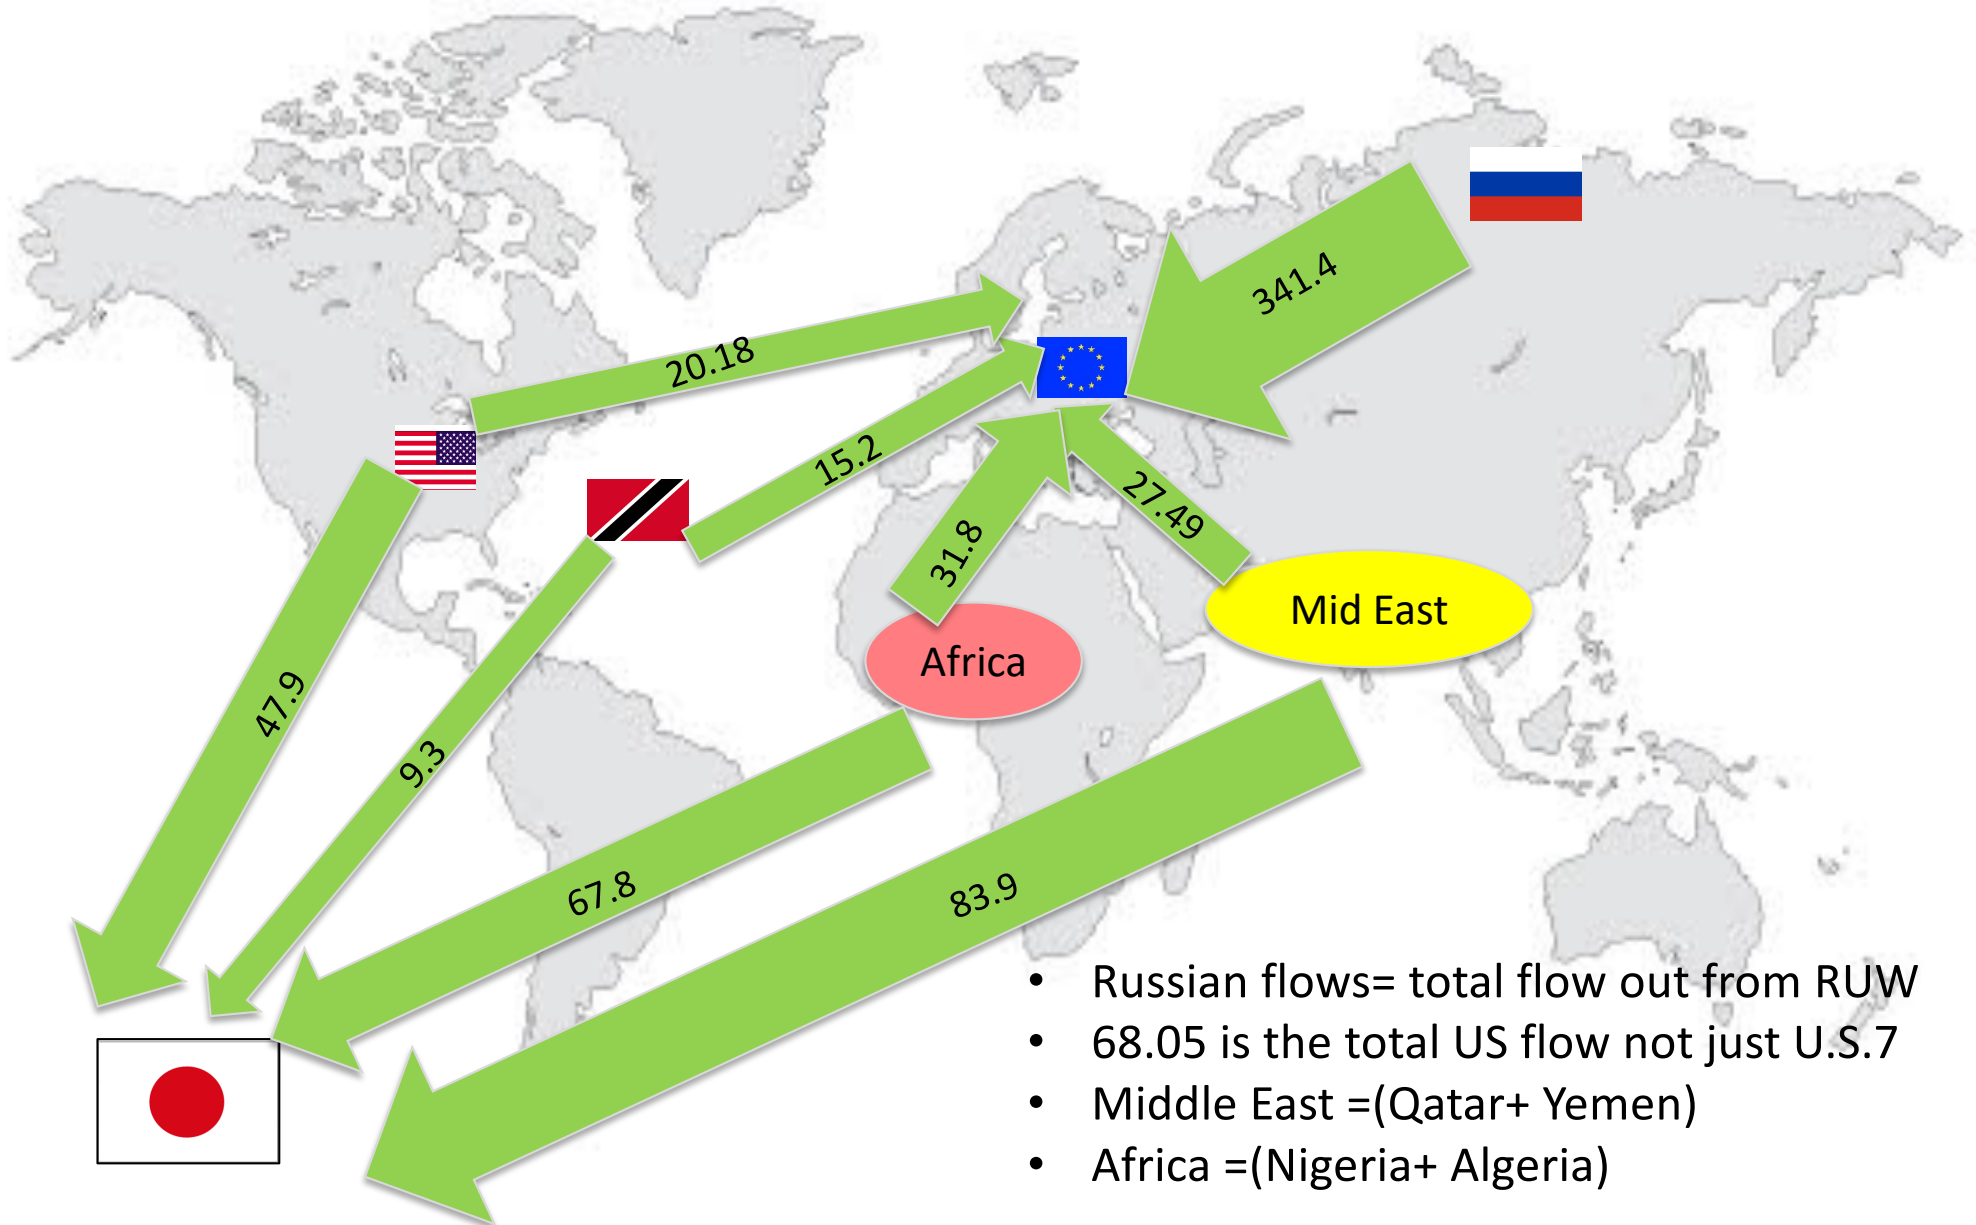 341.4
20.18
15.2
27.49
31.8
Mid East
Africa
47.9
9.3
67.8
83.9
• Russian flows= total flow out from RUW
• 68.05 is the total US flow not just U.S.7
• Middle East =(Qatar+ Yemen)
• Africa =(Nigeria+ Algeria)